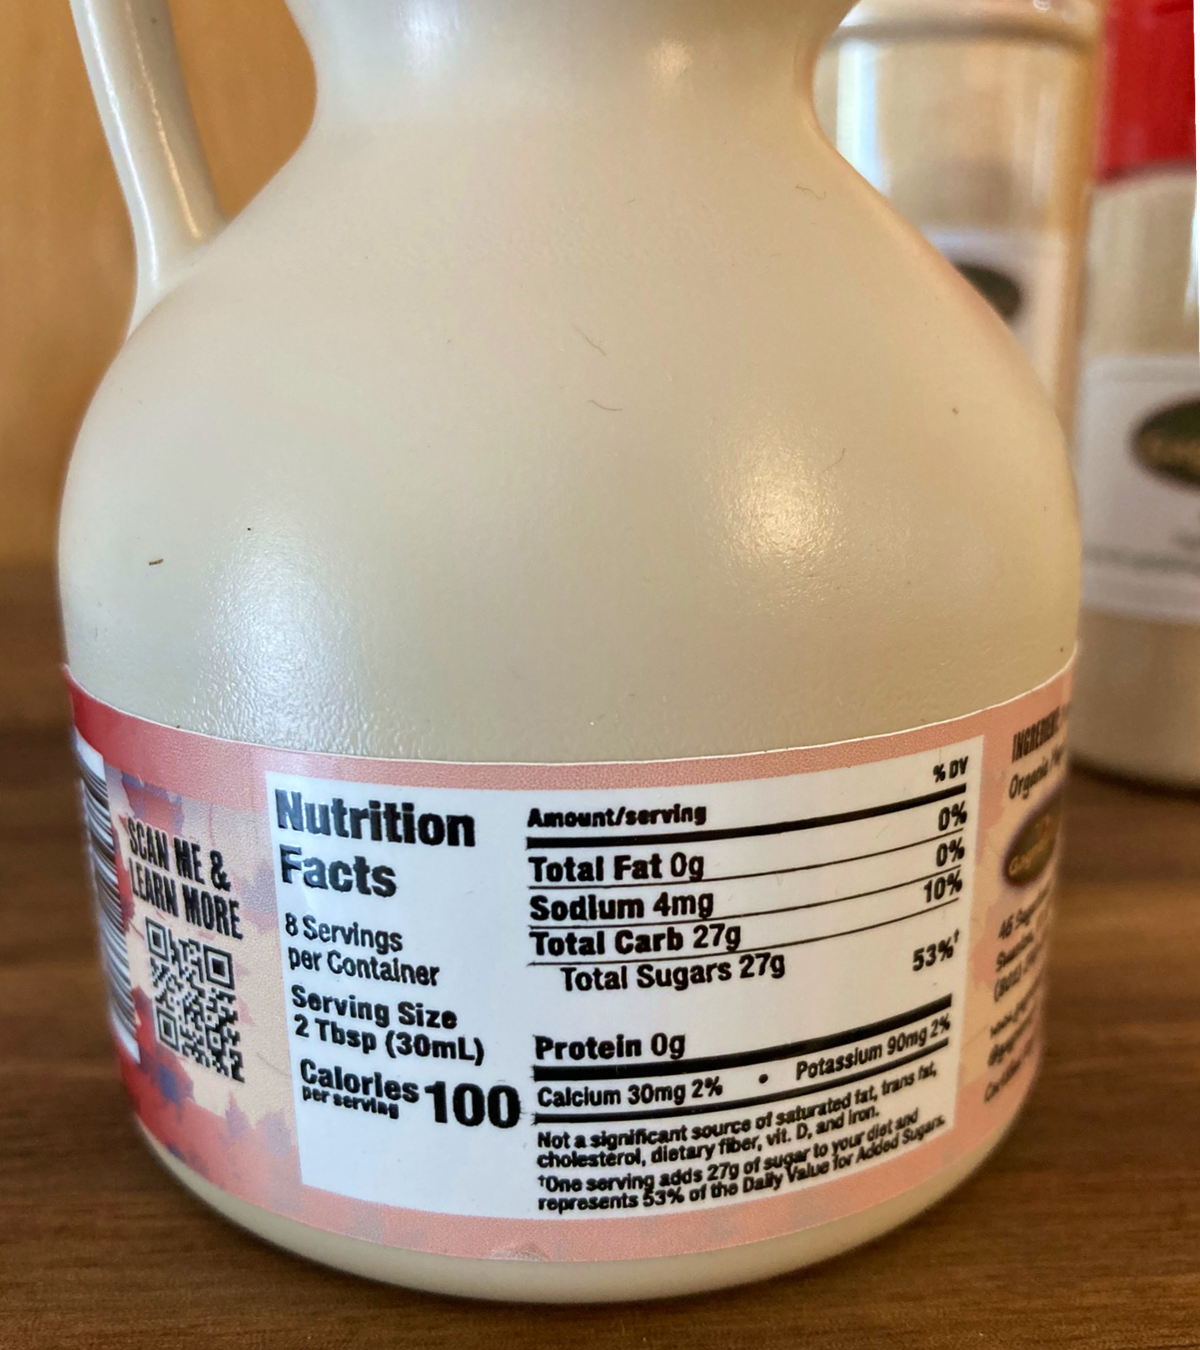 SCAN ME &
LEARN MORE
Nutrition
Facts
8 Servings
per Container
Serving Size
2 Tbsp (30mL)
Calories
per serving
100
% DV
Amount/serving
Total Fat 0g 0%
Sodium 4mg 0%
Total Carb 27g 10%
Total Sugars 27g 53%†
Protein 0g
Calcium 30mg 2% • Potassium 90mg 2%
Not a significant source of saturated fat, trans fat,
cholesterol, dietary fiber, vit. D, and iron.
†One serving adds 27g of sugar to your diet and
represents 53% of the Daily Value for Added Sugars.
Organic